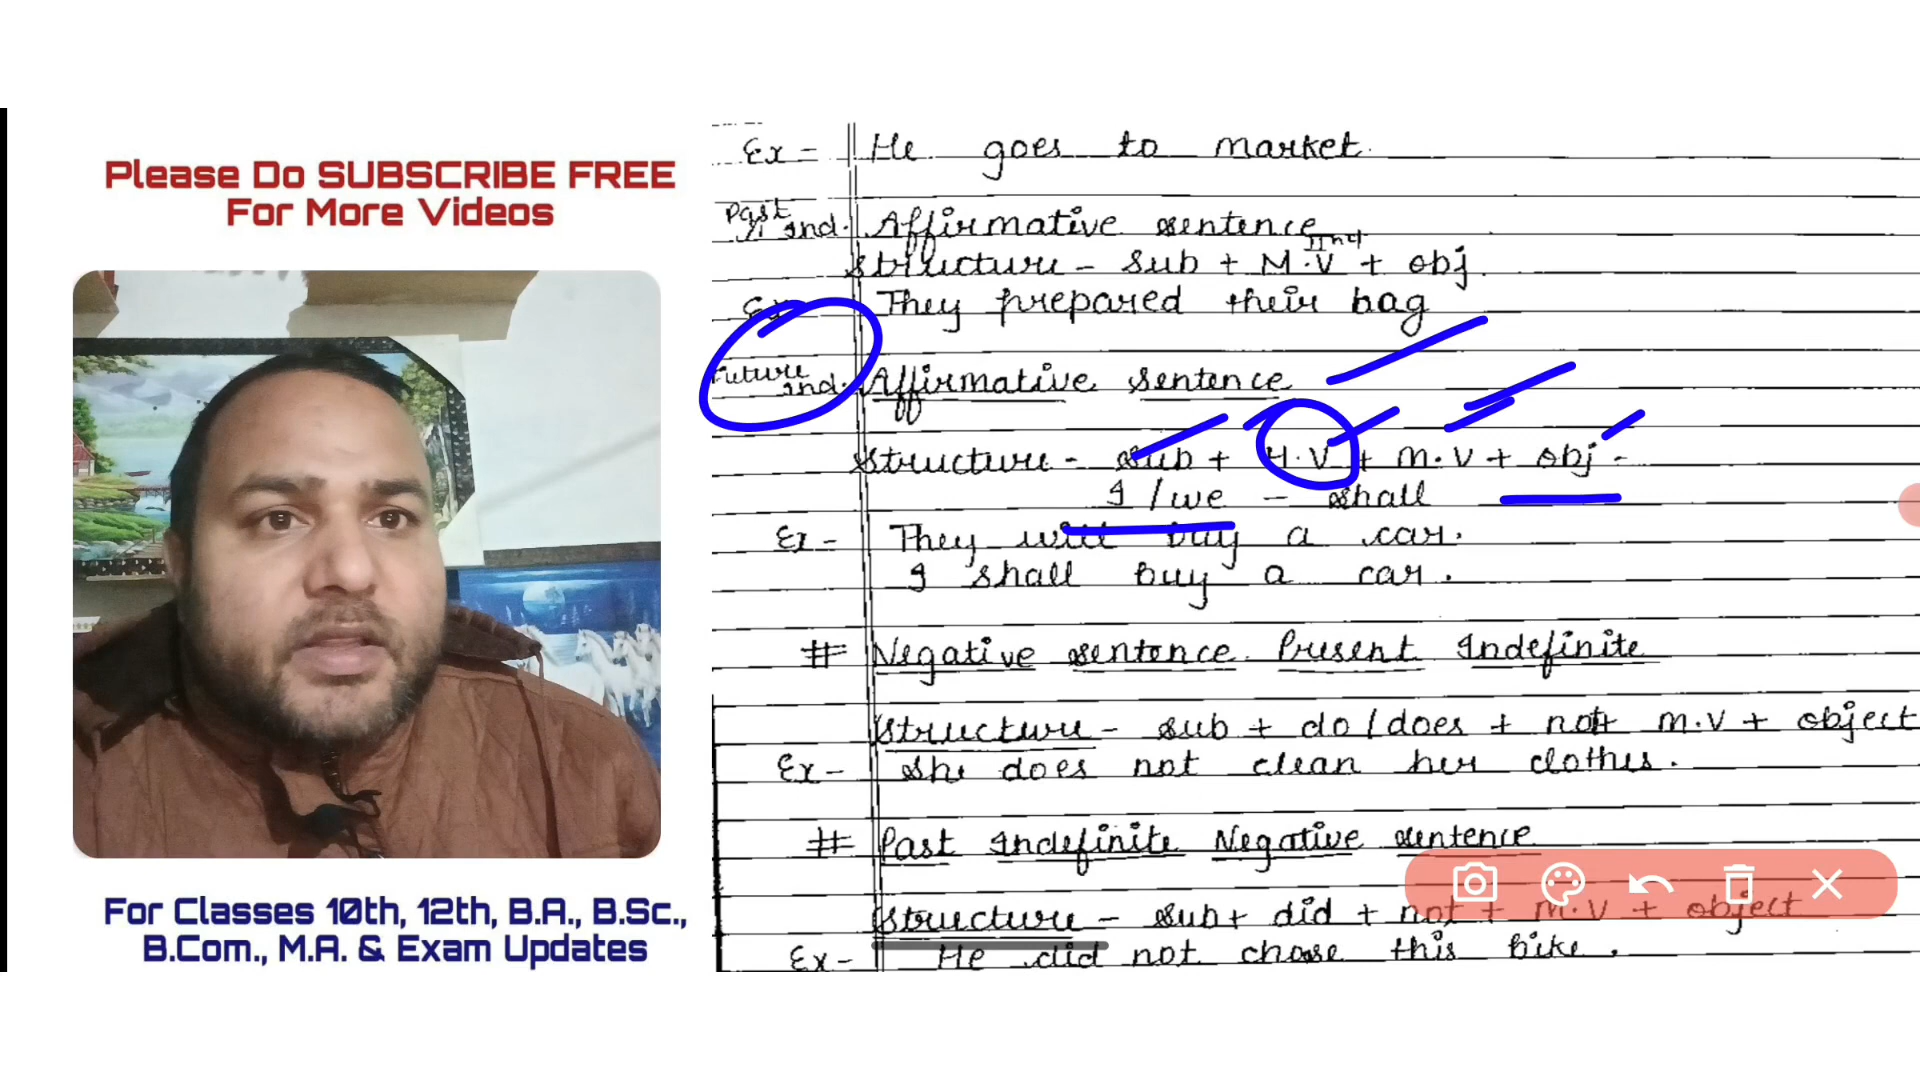 Please Do SUBSCRIBE FREE
For More Videos
For Classes 10th, 12th, B.A., B.Sc.,
B.Com., M.A. & Exam Updates
Ex = He goes to market.
Past Ind. Affirmative sentence
Structure - Sub + M.V IInd + obj.
Ex They prepared their bag
Future Ind. Affirmative sentence
Structure - sub + H.V + M.V + obj -
I / we - shall
Ex - They will buy a car.
I shall buy a car.
# Negative sentence Present Indefinite
Structure - sub + do/does + not + M.V + object
Ex - She does not clean her clothes.
# Past Indefinite Negative sentence
Structure - Sub + did + not + M.V + object
Ex - He did not chose this bike.